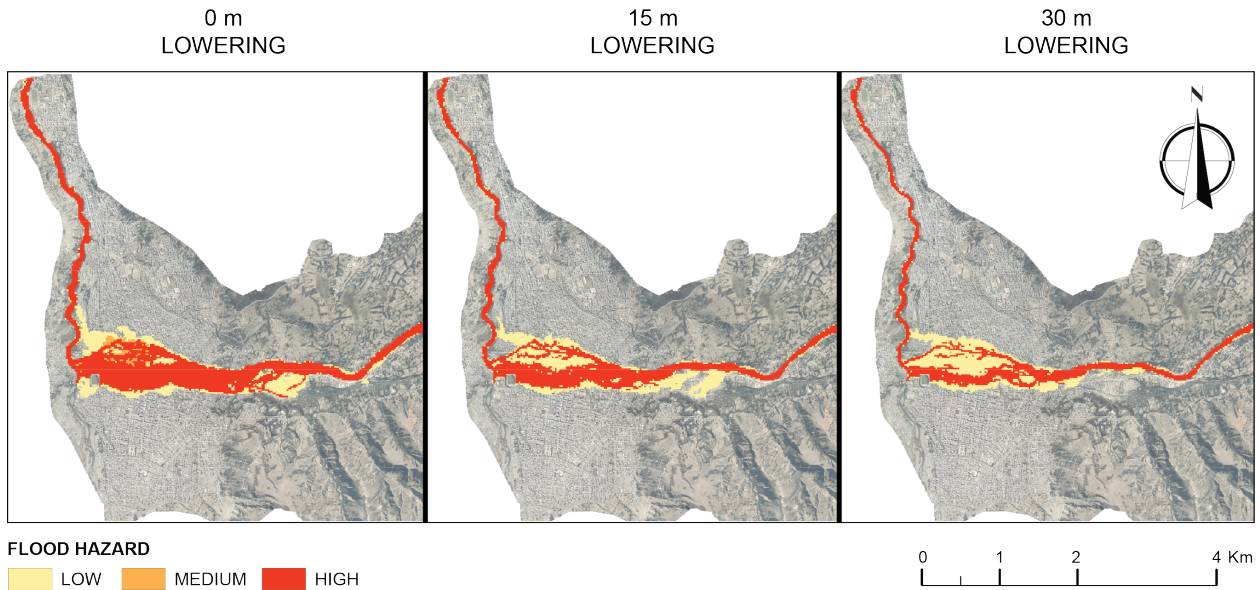 0 m
LOWERING
15 m
LOWERING
30 m
LOWERING
N
FLOOD HAZARD
LOW MEDIUM HIGH
0 1 2 4 Km